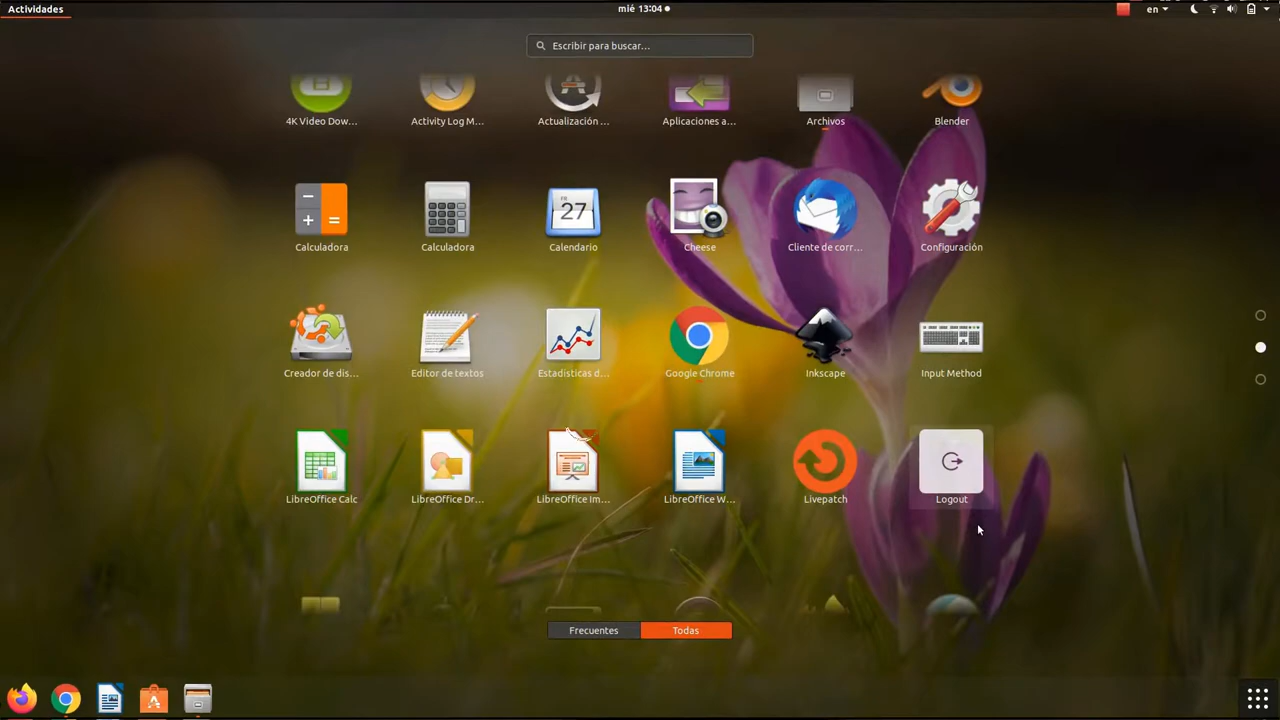 Actividades
mié 13:04
en
Escribir para buscar...
4K Video Dow...
Activity Log M...
Actualización ...
Aplicaciones a...
Archivos
Blender
Calculadora
Calculadora
FRI
27
Calendario
Cheese
Cliente de corr...
Configuración
Creador de dis...
Editor de textos
Estadísticas d...
Google Chrome
Inkscape
Input Method
LibreOffice Calc
LibreOffice Dr...
LibreOffice Im...
LibreOffice W...
Livepatch
Logout
Frecuentes
Todas